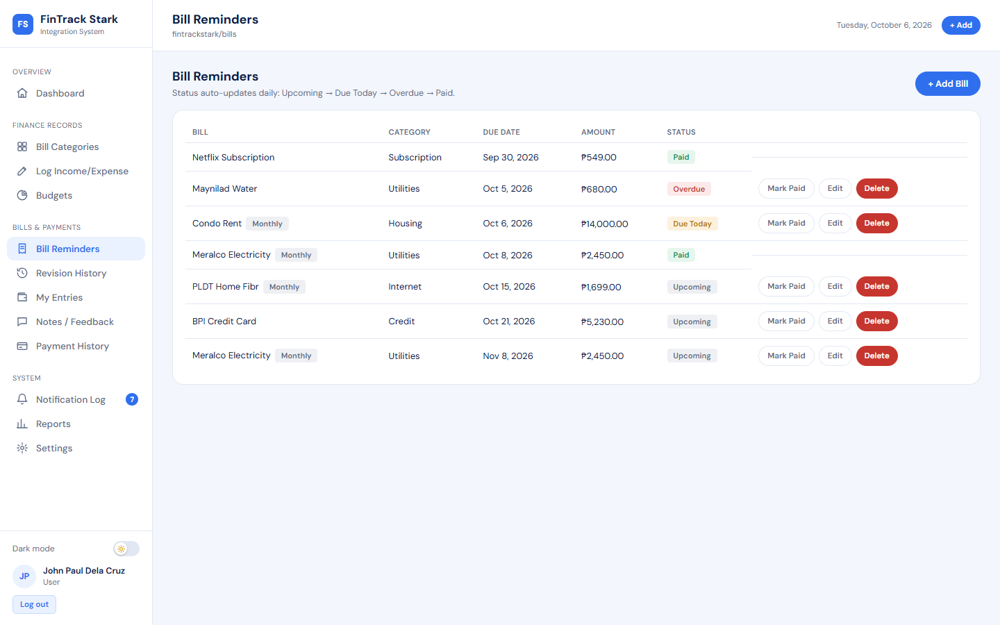 FS
FinTrack Stark
Integration System
OVERVIEW
Dashboard
FINANCE RECORDS
Bill Categories
Log Income/Expense
Budgets
BILLS & PAYMENTS
Bill Reminders
Revision History
My Entries
Notes / Feedback
Payment History
SYSTEM
Notification Log 7
Reports
Settings
Dark mode
JP
John Paul Dela Cruz
User
Log out
Bill Reminders
fintrackstark/bills
Tuesday, October 6, 2026 + Add
Bill Reminders
Status auto-updates daily: Upcoming → Due Today → Overdue → Paid.
+ Add Bill
BILL CATEGORY DUE DATE AMOUNT STATUS
Netflix Subscription Subscription Sep 30, 2026 ₱549.00 Paid
Maynilad Water Utilities Oct 5, 2026 ₱680.00 Overdue Mark Paid Edit Delete
Condo Rent Monthly Housing Oct 6, 2026 ₱14,000.00 Due Today Mark Paid Edit Delete
Meralco Electricity Monthly Utilities Oct 8, 2026 ₱2,450.00 Paid
PLDT Home Fibr Monthly Internet Oct 15, 2026 ₱1,699.00 Upcoming Mark Paid Edit Delete
BPI Credit Card Credit Oct 21, 2026 ₱5,230.00 Upcoming Mark Paid Edit Delete
Meralco Electricity Monthly Utilities Nov 8, 2026 ₱2,450.00 Upcoming Mark Paid Edit Delete